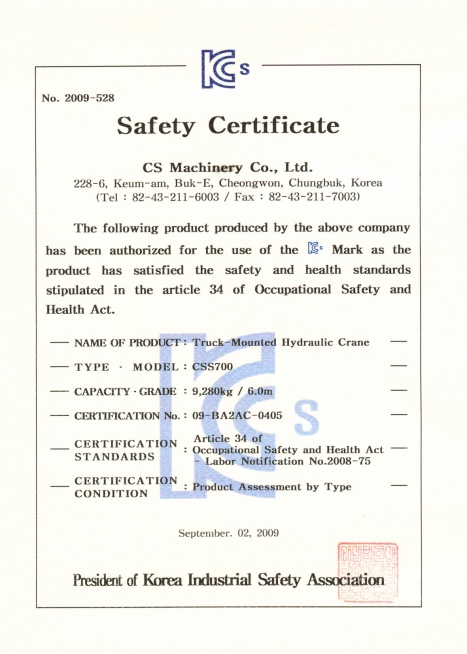 KCs
No. 2009-528
Safety Certificate
CS Machinery Co., Ltd.
228-6, Keum-am, Buk-E, Cheongwon, Chungbuk, Korea
(Tel : 82-43-211-6003 / Fax : 82-43-211-7003)
The following product produced by the above company
has been authorized for the use of the KCs Mark as the
product has satisfied the safety and health standards
stipulated in the article 34 of Occupational Safety and
Health Act.
NAME OF PRODUCT : Truck-Mounted Hydraulic Crane
TYPE · MODEL : CSS700
CAPACITY · GRADE : 9,280kg / 6.0m
CERTIFICATION No. : 09-BA2AC-0405
CERTIFICATION STANDARDS : Article 34 of
Occupational Safety and Health Act
- Labor Notification No.2008-75
CERTIFICATION CONDITION : Product Assessment by Type
KCs
September. 02, 2009
President of Korea Industrial Safety Association